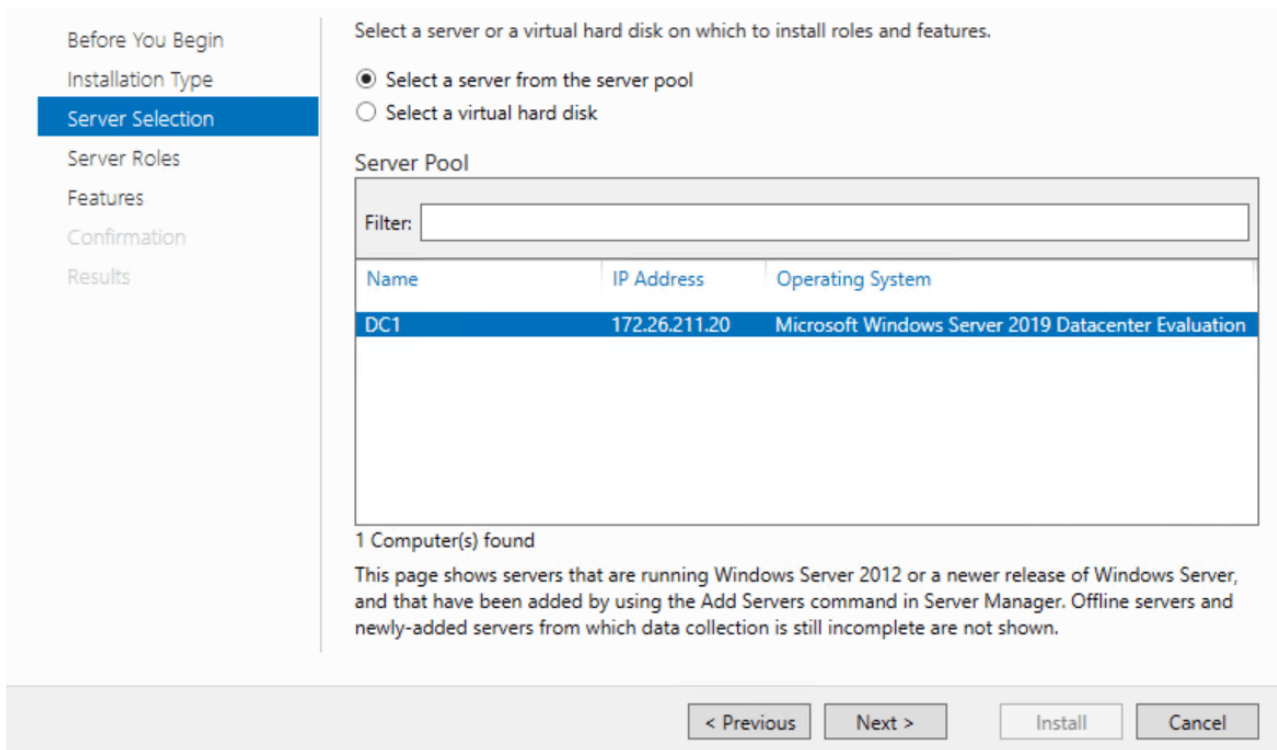 Before You Begin
Installation Type
Server Selection
Server Roles
Features
Confirmation
Results
Select a server or a virtual hard disk on which to install roles and features.
Select a server from the server pool
Select a virtual hard disk
Server Pool
Filter:
Name IP Address Operating System
DC1 172.26.211.20 Microsoft Windows Server 2019 Datacenter Evaluation
1 Computer(s) found
This page shows servers that are running Windows Server 2012 or a newer release of Windows Server,
and that have been added by using the Add Servers command in Server Manager. Offline servers and
newly-added servers from which data collection is still incomplete are not shown.
< Previous Next > Install Cancel